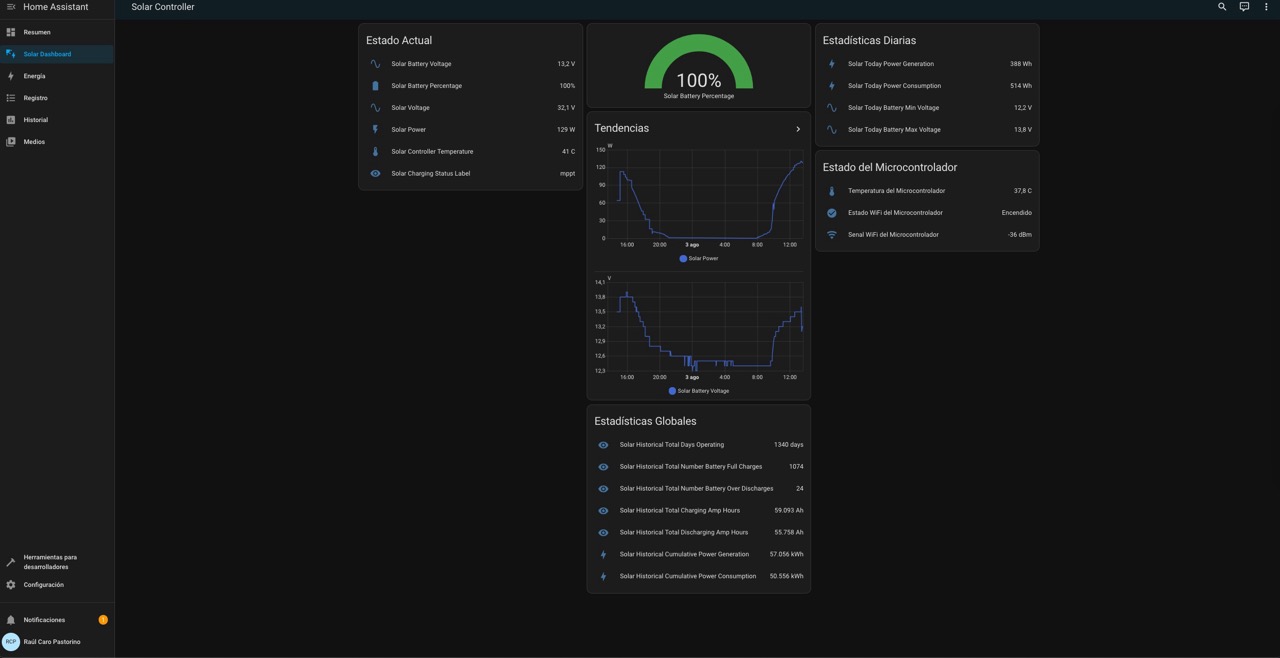 Home Assistant
Solar Controller
Resumen
Solar Dashboard
Energía
Registro
Historial
Medios
Herramientas para
desarrolladores
Configuración
Notificaciones
1
RCP
Raúl Caro Pastorino
Estado Actual
Solar Battery Voltage 13,2 V
Solar Battery Percentage 100%
Solar Voltage 32,1 V
Solar Power 129 W
Solar Controller Temperature 41 C
Solar Charging Status Label mppt
100%
Solar Battery Percentage
Tendencias
W
150
120
90
60
30
0
16:00 20:00 3 ago 4:00 8:00 12:00
Solar Power
V
14,1
13,8
13,5
13,2
12,9
12,6
12,3
16:00 20:00 3 ago 4:00 8:00 12:00
Solar Battery Voltage
Estadísticas Globales
Solar Historical Total Days Operating 1340 days
Solar Historical Total Number Battery Full Charges 1074
Solar Historical Total Number Battery Over Discharges 24
Solar Historical Total Charging Amp Hours 59.093 Ah
Solar Historical Total Discharging Amp Hours 55.758 Ah
Solar Historical Cumulative Power Generation 57.056 kWh
Solar Historical Cumulative Power Consumption 50.556 kWh
Estadísticas Diarias
Solar Today Power Generation 388 Wh
Solar Today Power Consumption 514 Wh
Solar Today Battery Min Voltage 12,2 V
Solar Today Battery Max Voltage 13,8 V
Estado del Microcontrolador
Temperatura del Microcontrolador 37,8 C
Estado WiFi del Microcontrolador Encendido
Senal WiFi del Microcontrolador -36 dBm